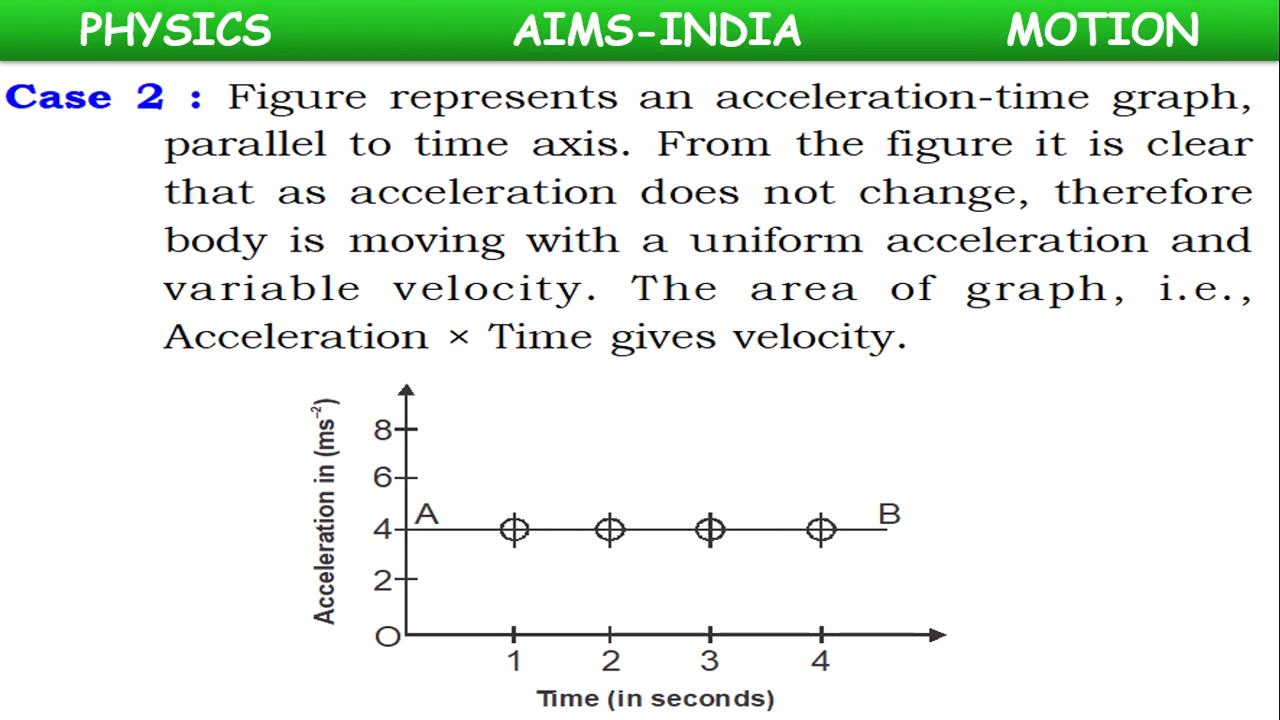 PHYSICS AIMS-INDIA MOTION
Case 2 : Figure represents an acceleration-time graph,
parallel to time axis. From the figure it is clear
that as acceleration does not change, therefore
body is moving with a uniform acceleration and
variable velocity. The area of graph, i.e.,
Acceleration × Time gives velocity.
Acceleration in (ms⁻²)
8
6
A B
4
2
O
1 2 3 4
Time (in seconds)